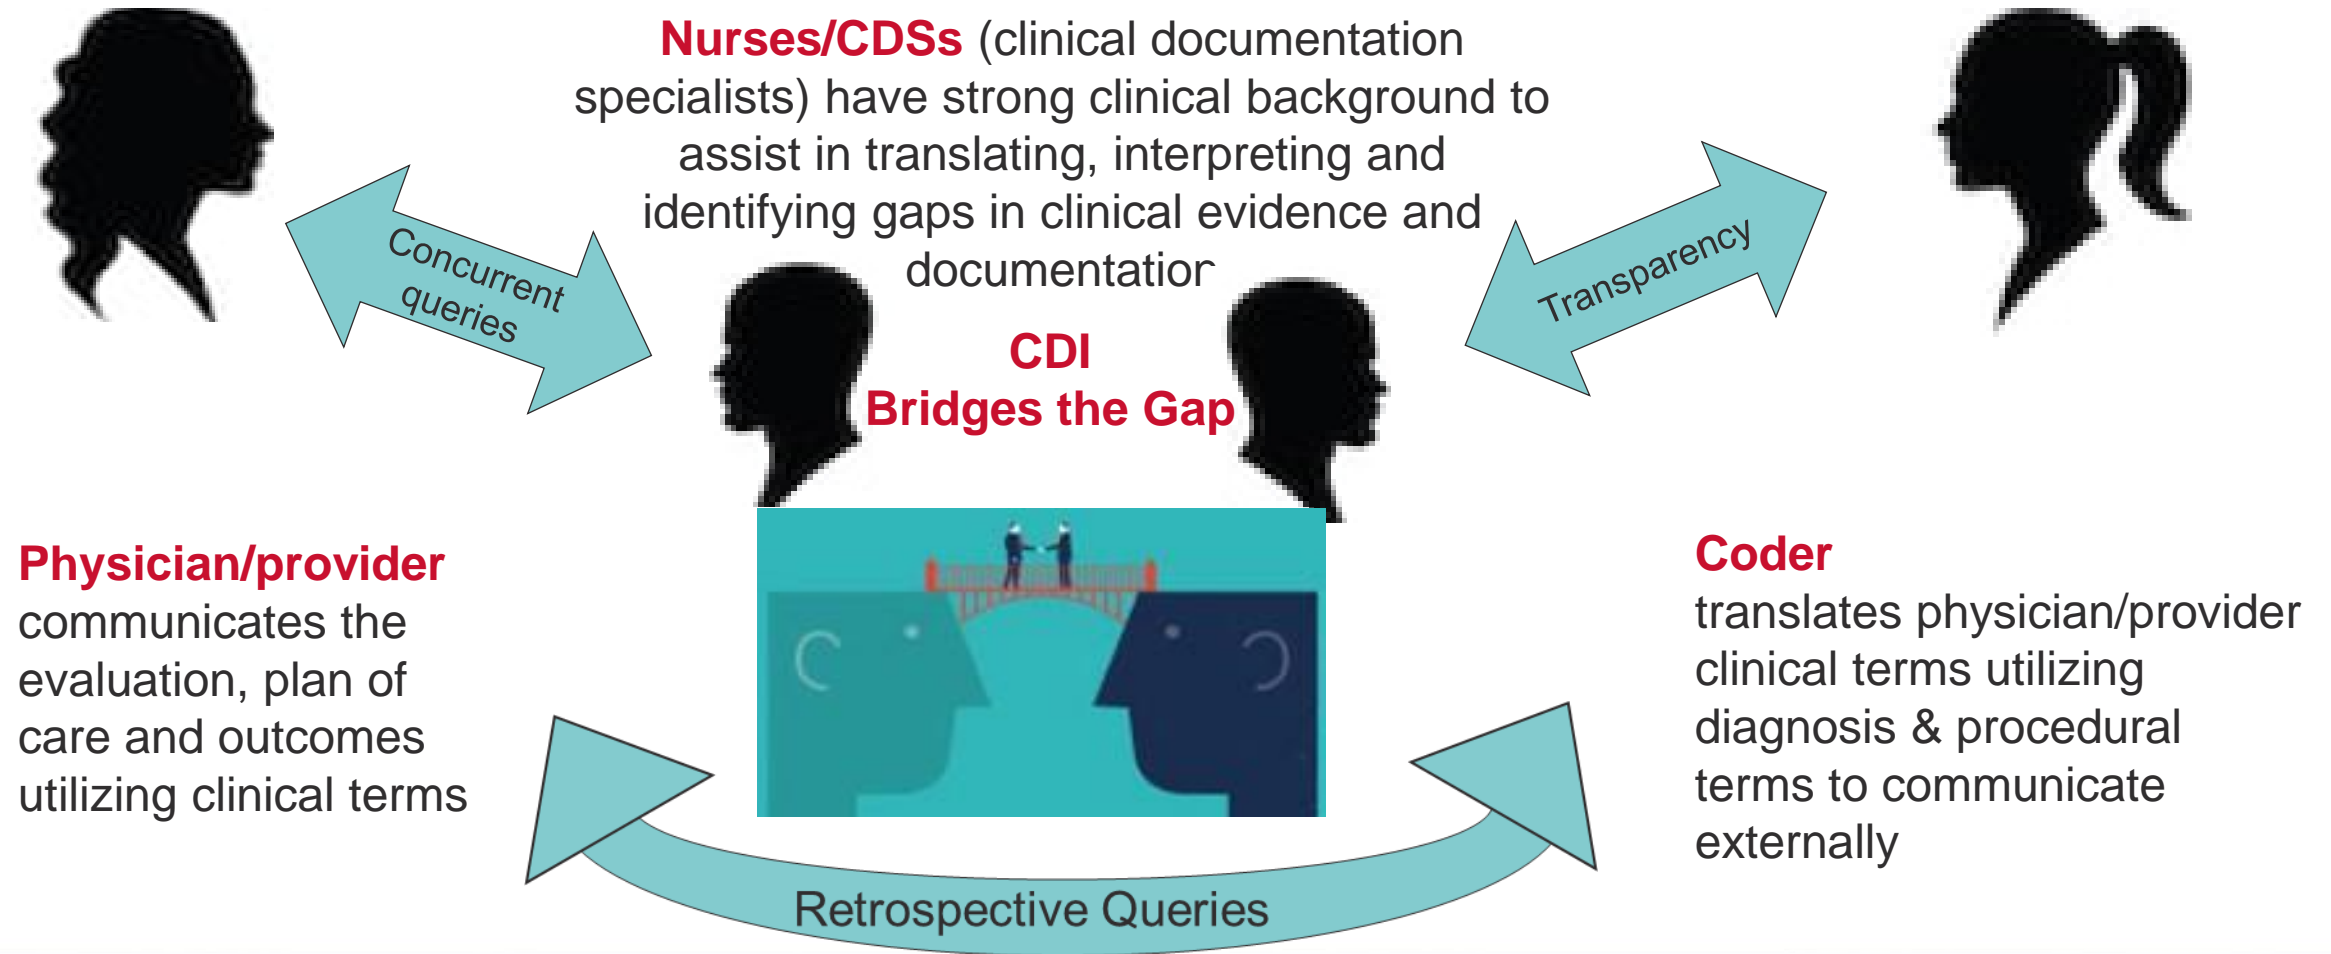 Nurses/CDSs (clinical documentation
specialists) have strong clinical background to
assist in translating, interpreting and
identifying gaps in clinical evidence and
documentation
Concurrent
queries
Transparency
CDI
Bridges the Gap
Physician/provider
communicates the
evaluation, plan of
care and outcomes
utilizing clinical terms
Coder
translates physician/provider
clinical terms utilizing
diagnosis & procedural
terms to communicate
externally
Retrospective Queries